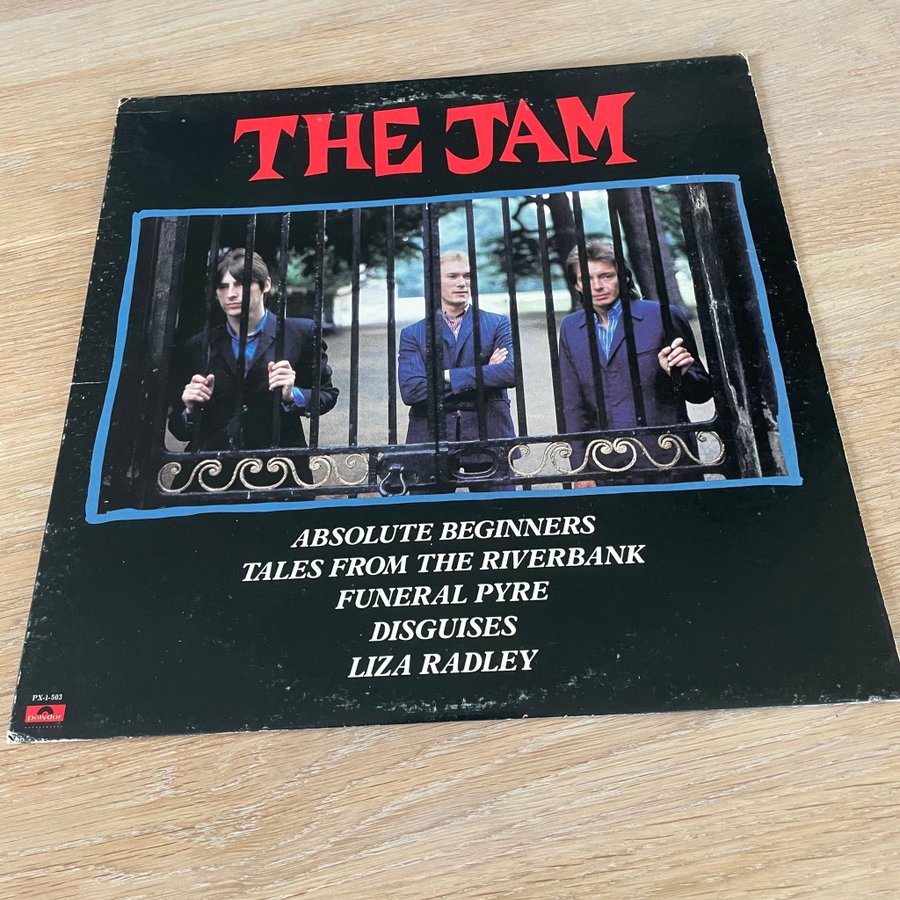 THE JAM
ABSOLUTE BEGINNERS
TALES FROM THE RIVERBANK
FUNERAL PYRE
DISGUISES
LIZA RADLEY
PX-1-503
polydor